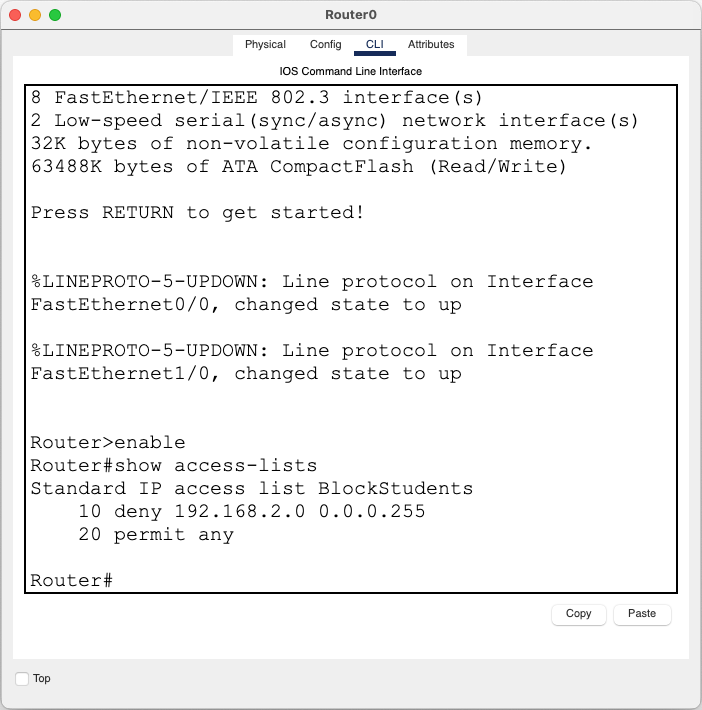 Router0
Physical Config CLI Attributes
IOS Command Line Interface
8 FastEthernet/IEEE 802.3 interface(s)
2 Low-speed serial(sync/async) network interface(s)
32K bytes of non-volatile configuration memory.
63488K bytes of ATA CompactFlash (Read/Write)
Press RETURN to get started!
%LINEPROTO-5-UPDOWN: Line protocol on Interface
FastEthernet0/0, changed state to up
%LINEPROTO-5-UPDOWN: Line protocol on Interface
FastEthernet1/0, changed state to up
Router>enable
Router#show access-lists
Standard IP access list BlockStudents
10 deny 192.168.2.0 0.0.0.255
20 permit any
Router#
Copy Paste
Top